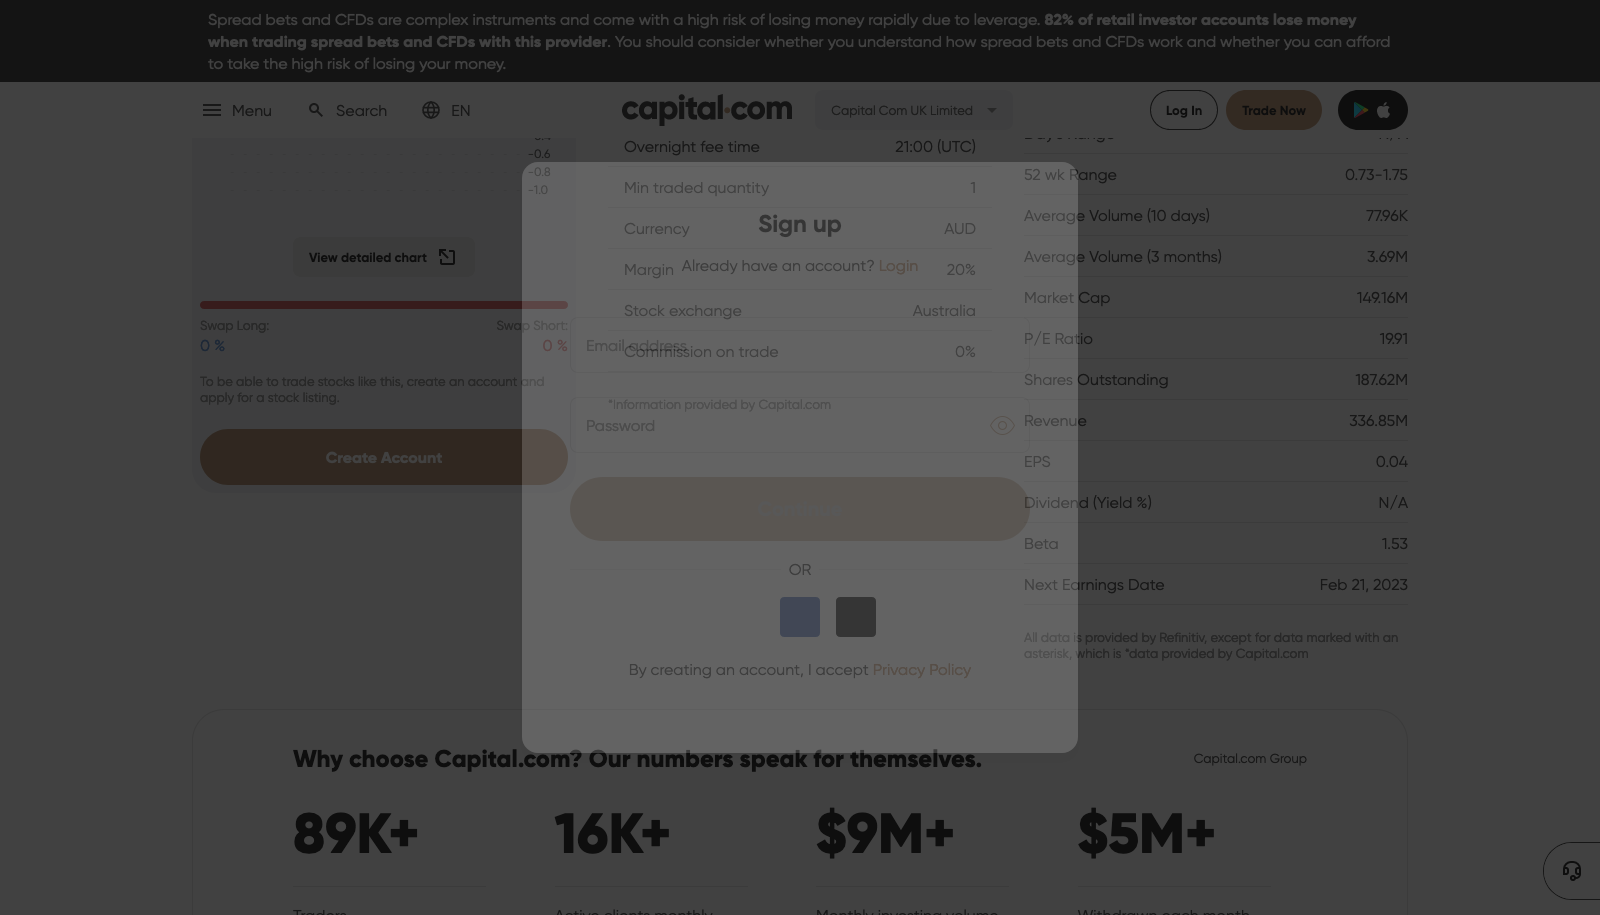 Spread bets and CFDs are complex instruments and come with a high risk of losing money rapidly due to leverage. 82% of retail investor accounts lose money
when trading spread bets and CFDs with this provider. You should consider whether you understand how spread bets and CFDs work and whether you can afford
to take the high risk of losing your money.
Menu
Search
EN
capital.com
Capital Com UK Limited
Log In
Trade Now
-0.6
-0.8
-1.0
View detailed chart
Swap Long:
Swap Short:
0 %
0 %
To be able to trade stocks like this, create an account and
apply for a stock listing.
Create Account
Overnight fee time 21:00 (UTC)
Min traded quantity 1
Currency AUD
Margin 20%
Stock exchange Australia
Commission on trade 0%
*Information provided by Capital.com
Sign up
Already have an account? Login
Email address
Password
OR
By creating an account, I accept Privacy Policy
52 wk Range 0.73-1.75
Average Volume (10 days) 77.96K
Average Volume (3 months) 3.69M
Market Cap 149.16M
P/E Ratio 19.91
Shares Outstanding 187.62M
Revenue 336.85M
EPS 0.04
Dividend (Yield %) N/A
Beta 1.53
Next Earnings Date Feb 21, 2023
All data is provided by Refinitiv, except for data marked with an
asterisk, which is *data provided by Capital.com
Why choose Capital.com? Our numbers speak for themselves.
Capital.com Group
89K+
16K+
$9M+
$5M+